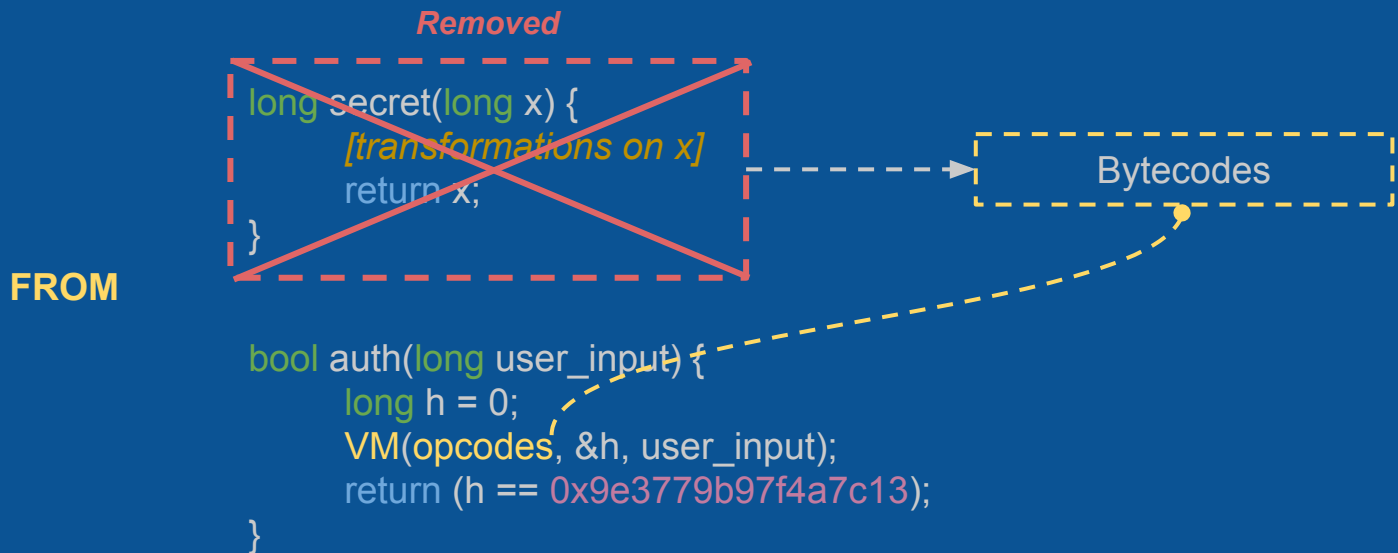 Removed
long secret(long x) {
[transformations on x]
return x;
}
Bytecodes
FROM
bool auth(long user_input) {
long h = 0;
VM(opcodes, &h, user_input);
return (h == 0x9e3779b97f4a7c13);
}